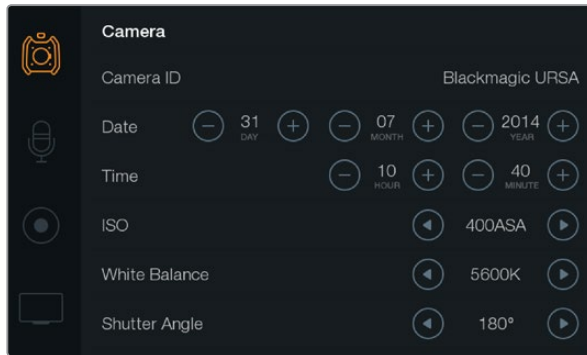 Camera
Camera ID Blackmagic URSA
Date 31 DAY 07 MONTH 2014 YEAR
Time 10 HOUR 40 MINUTE
ISO 400ASA
White Balance 5600K
Shutter Angle 180°